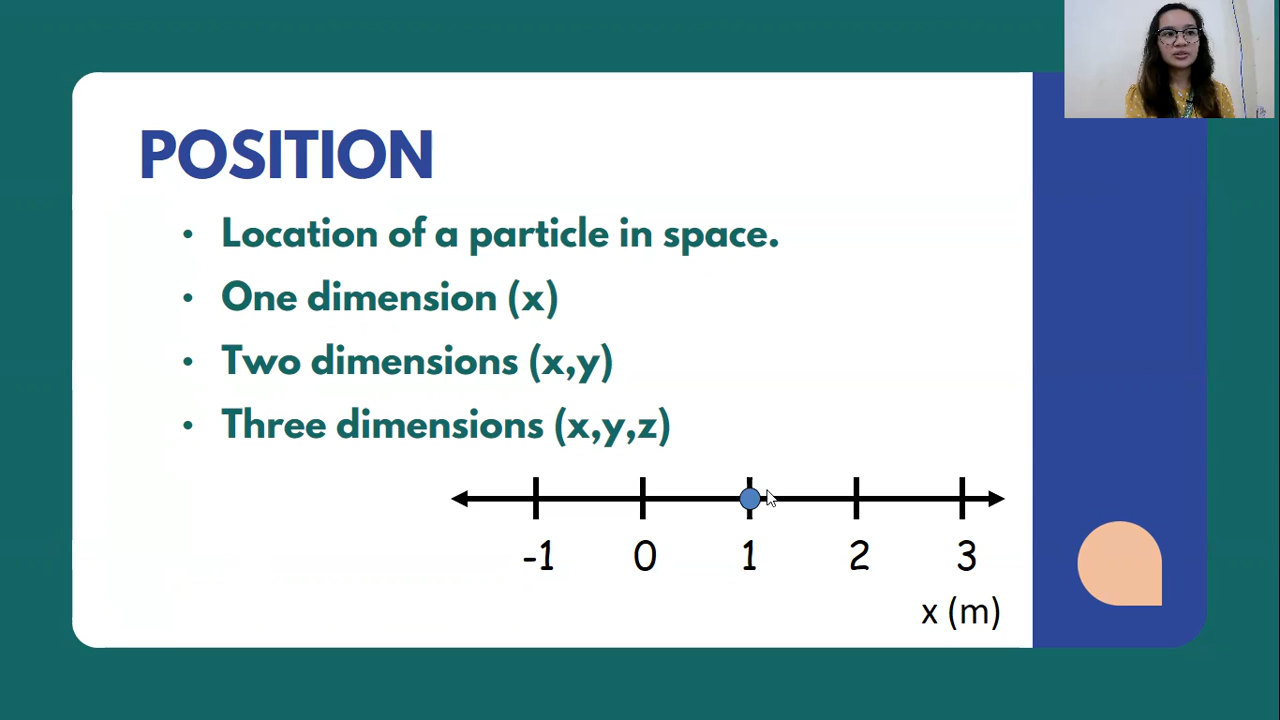 POSITION
• Location of a particle in space.
• One dimension (x)
• Two dimensions (x,y)
• Three dimensions (x,y,z)
-1 0 1 2 3
x (m)